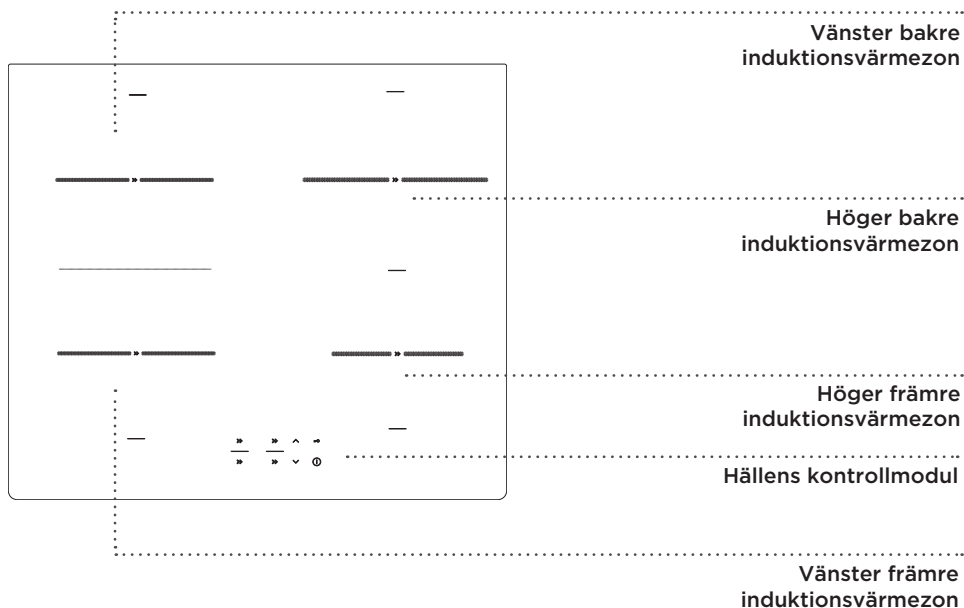 Vänster bakre
induktionsvärmezon
Höger bakre
induktionsvärmezon
Höger främre
induktionsvärmezon
Hällens kontrollmodul
Vänster främre
induktionsvärmezon